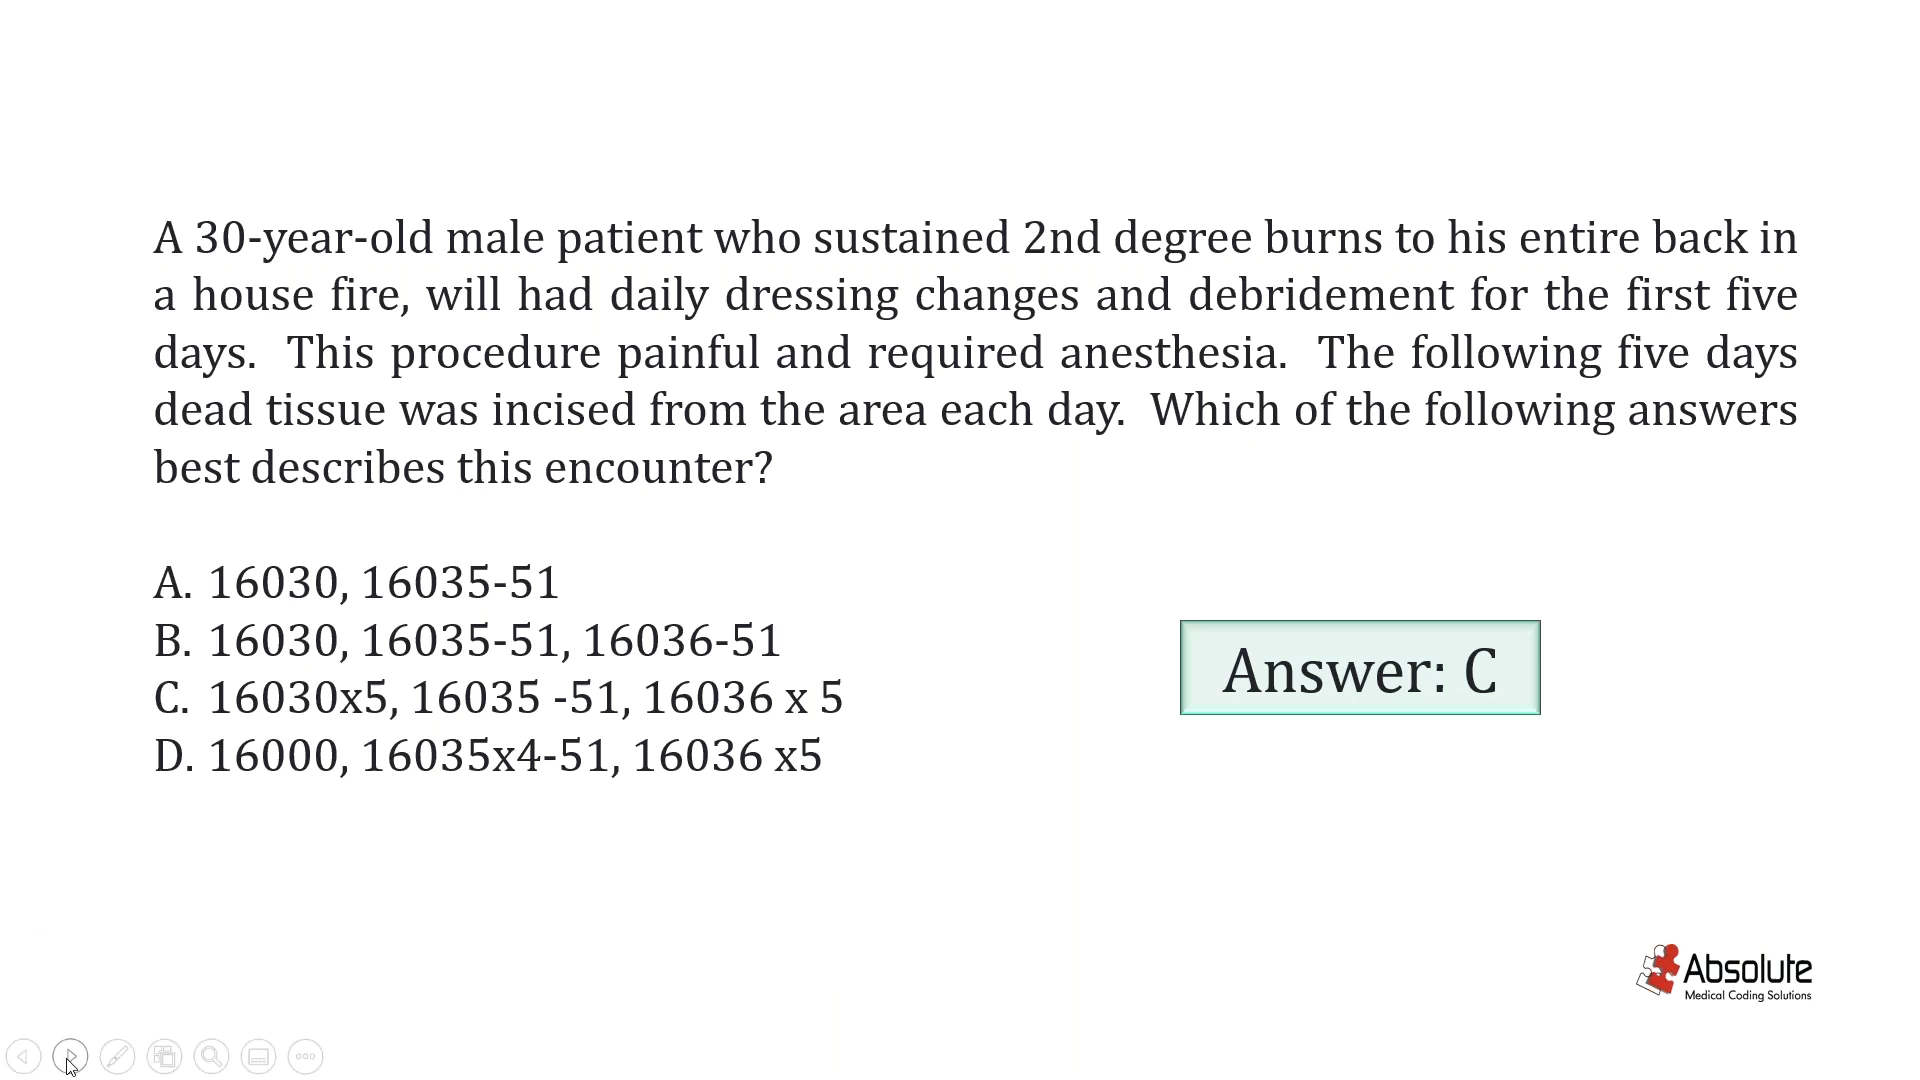 A 30-year-old male patient who sustained 2nd degree burns to his entire back in
a house fire, will had daily dressing changes and debridement for the first five
days.  This procedure painful and required anesthesia.  The following five days
dead tissue was incised from the area each day.  Which of the following answers
best describes this encounter?
A. 16030, 16035-51
B. 16030, 16035-51, 16036-51
C. 16030x5, 16035 -51, 16036 x 5
D. 16000, 16035x4-51, 16036 x5
Answer: C
Absolute
Medical Coding Solutions